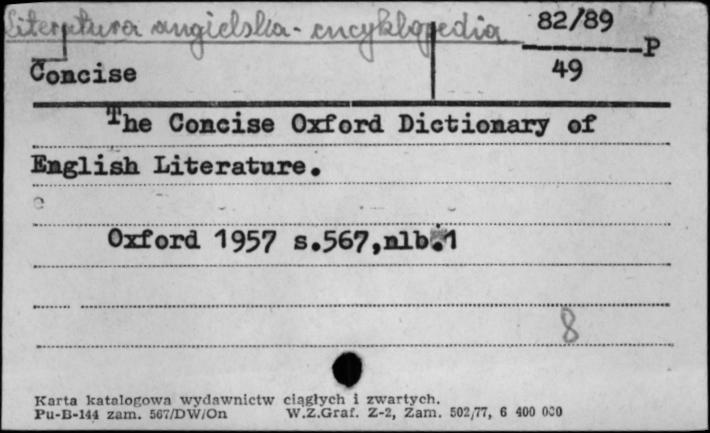 Literatura angielska - encyklopedia
82/89
P
49
Concise
The Concise Oxford Dictionary of
English Literature.
Oxford 1957 s.567,nlb.1
8
Karta katalogowa wydawnictw ciągłych i zwartych.
Pu-B-144 zam. 567/DW/On W.Z.Graf. Z-2, Zam. 502/77, 6 400 000